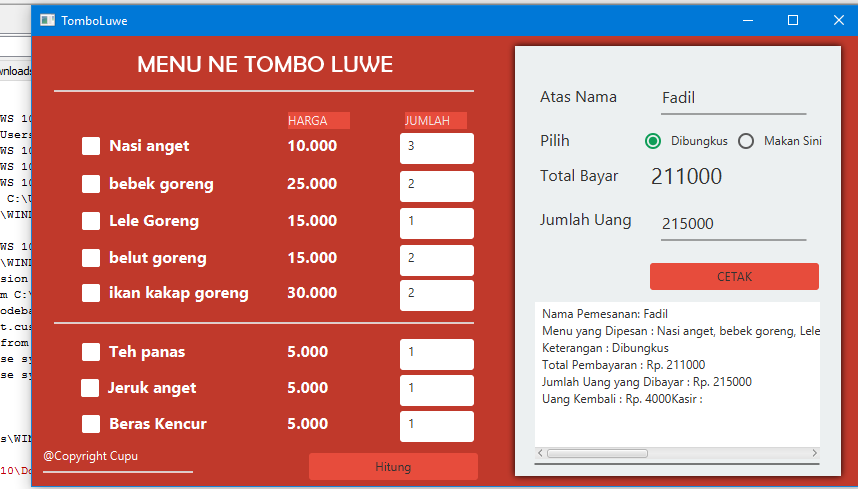 TomboLuwe
MENU NE TOMBO LUWE
HARGA JUMLAH
Nasi anget 10.000 3
bebek goreng 25.000 2
Lele Goreng 15.000 1
belut goreng 15.000 2
ikan kakap goreng 30.000 2
Teh panas 5.000 1
Jeruk anget 5.000 1
Beras Kencur 5.000 1
@Copyright Cupu
Hitung
Atas Nama Fadil
Pilih Dibungkus Makan Sini
Total Bayar 211000
Jumlah Uang 215000
CETAK
Nama Pemesanan: Fadil
Menu yang Dipesan : Nasi anget, bebek goreng, Lele
Keterangan : Dibungkus
Total Pembayaran : Rp. 211000
Jumlah Uang yang Dibayar : Rp. 215000
Uang Kembali : Rp. 4000Kasir :
wnloads
WS 10
Users
WS 10
WS 10
WS 10
C:\U
\WIND
WS 10
\WIND
sion
m C:\
odeba
t.cus
from
se sy
se sy
s\WIN
10\Do